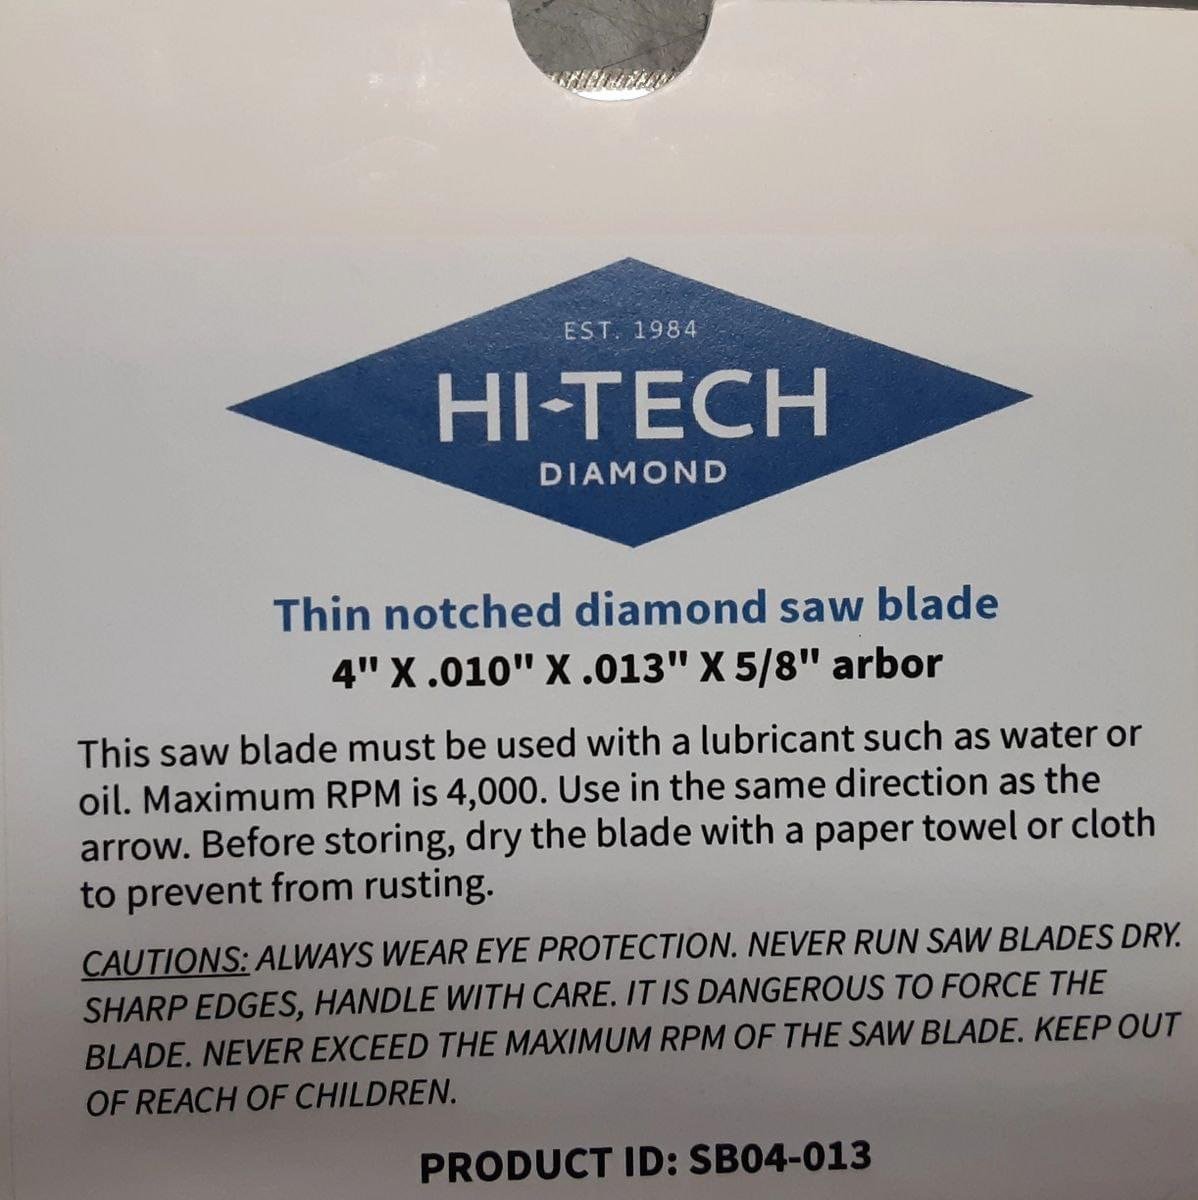 EST. 1984
HI-TECH
DIAMOND
Thin notched diamond saw blade
4" X .010" X .013" X 5/8" arbor
This saw blade must be used with a lubricant such as water or
oil. Maximum RPM is 4,000. Use in the same direction as the
arrow. Before storing, dry the blade with a paper towel or cloth
to prevent from rusting.
CAUTIONS: ALWAYS WEAR EYE PROTECTION. NEVER RUN SAW BLADES DRY.
SHARP EDGES, HANDLE WITH CARE. IT IS DANGEROUS TO FORCE THE
BLADE. NEVER EXCEED THE MAXIMUM RPM OF THE SAW BLADE. KEEP OUT
OF REACH OF CHILDREN.
PRODUCT ID: SB04-013